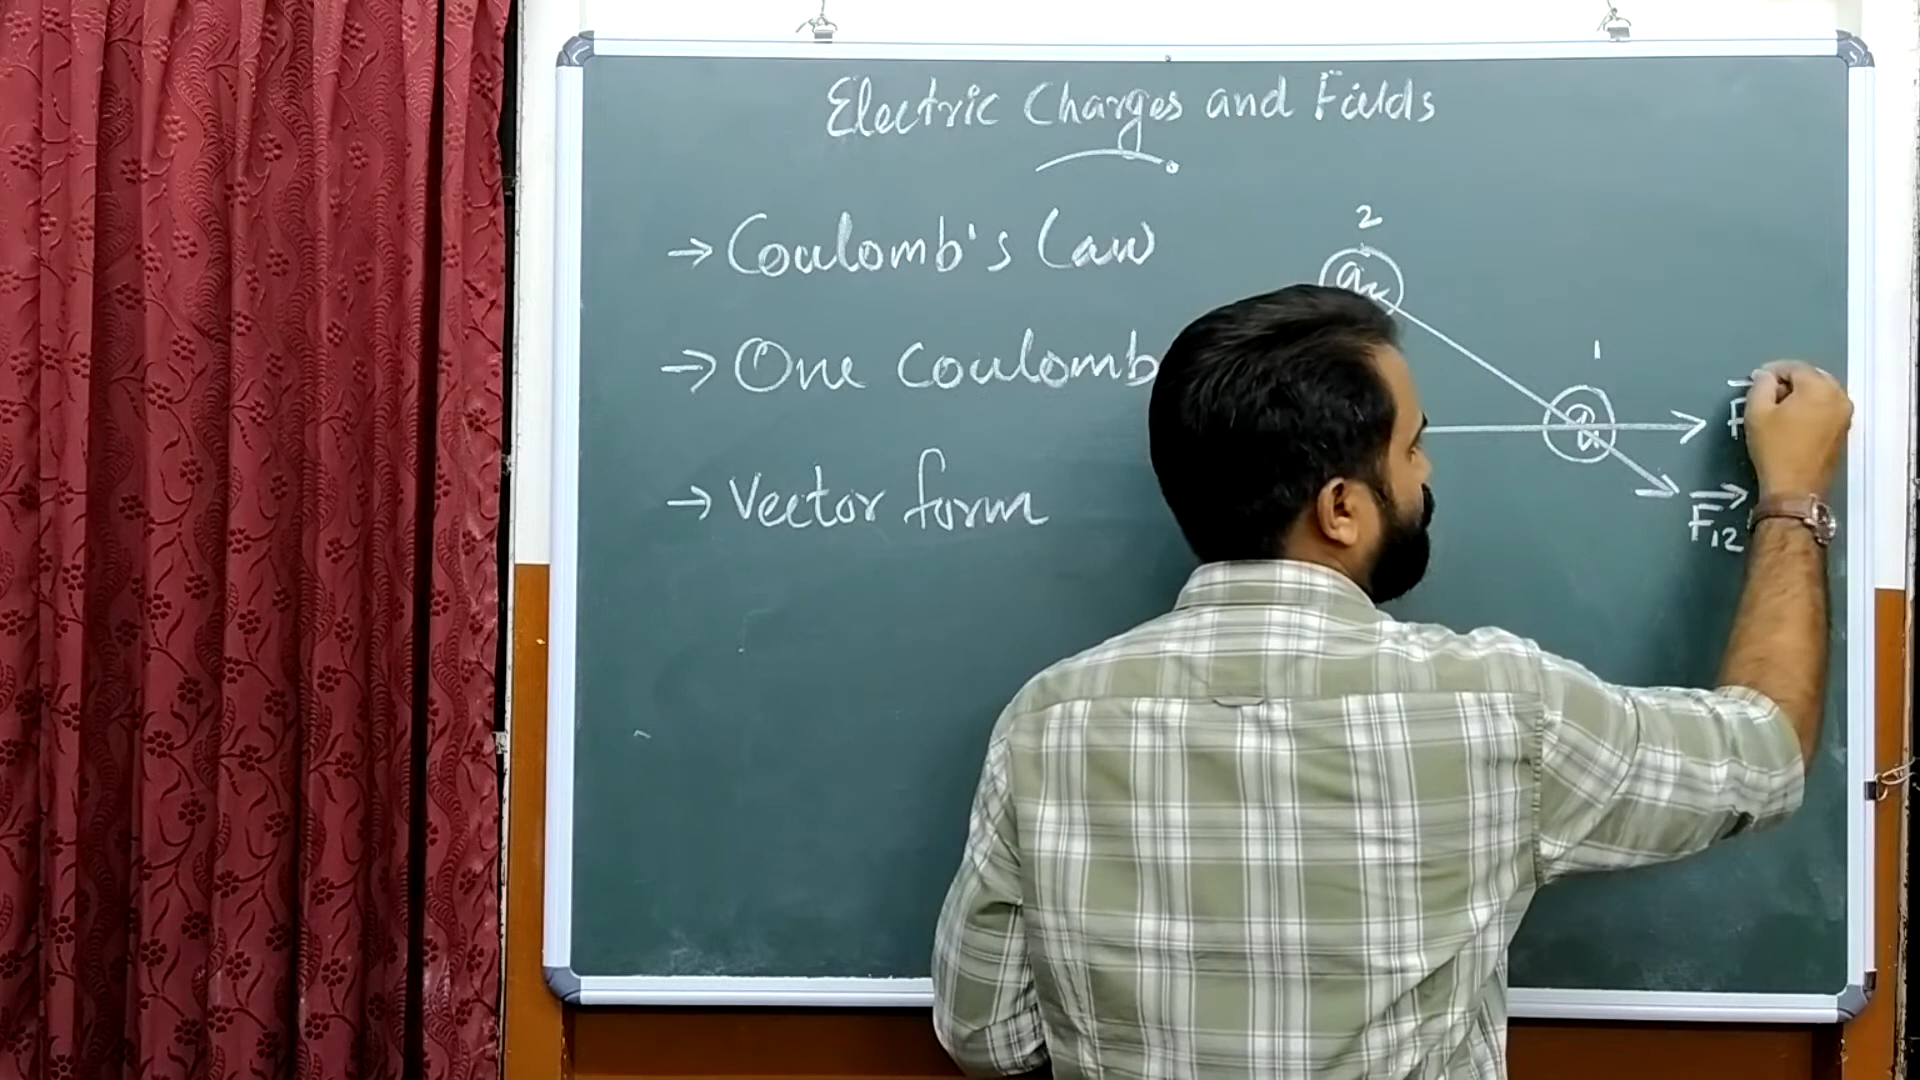 Electric Charges and Fields
→ Coulomb's Law
→ One Coulomb
→ Vector form
2
q₂
1
q₁
F
F₁₂